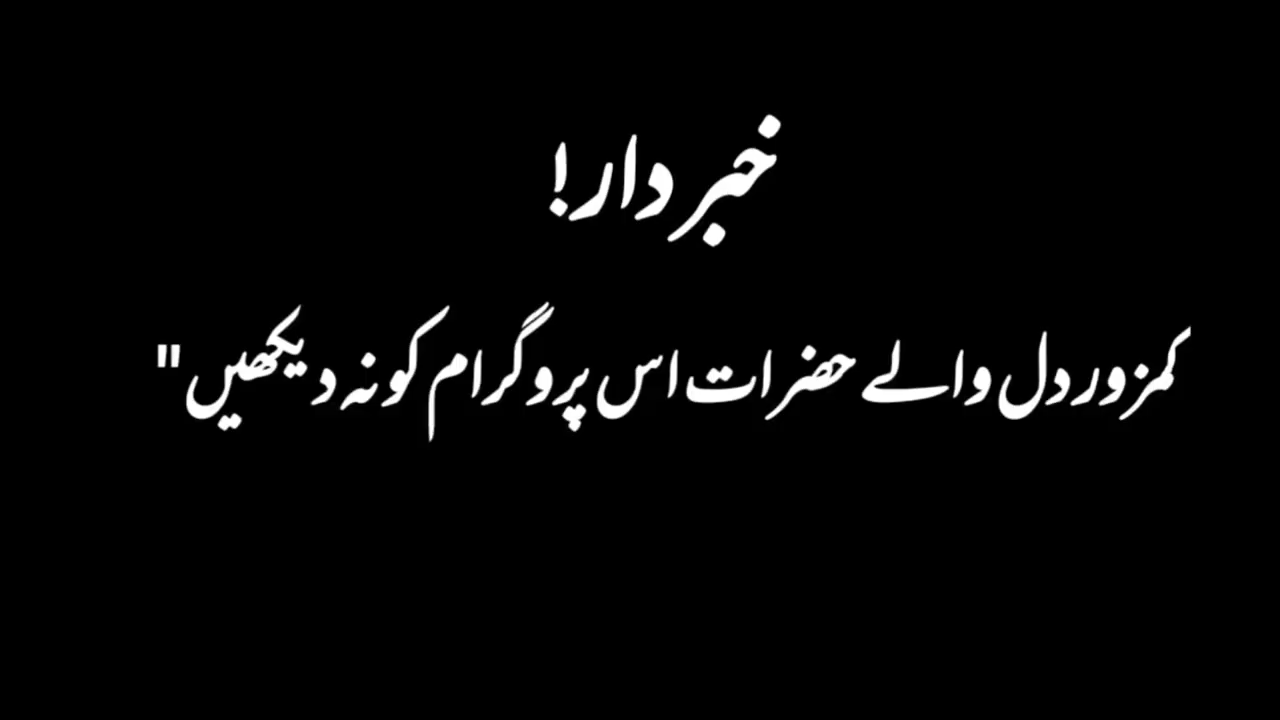 خبردار!
کمزور دل والے حضرات اس پروگرام کو نہ دیکھیں"